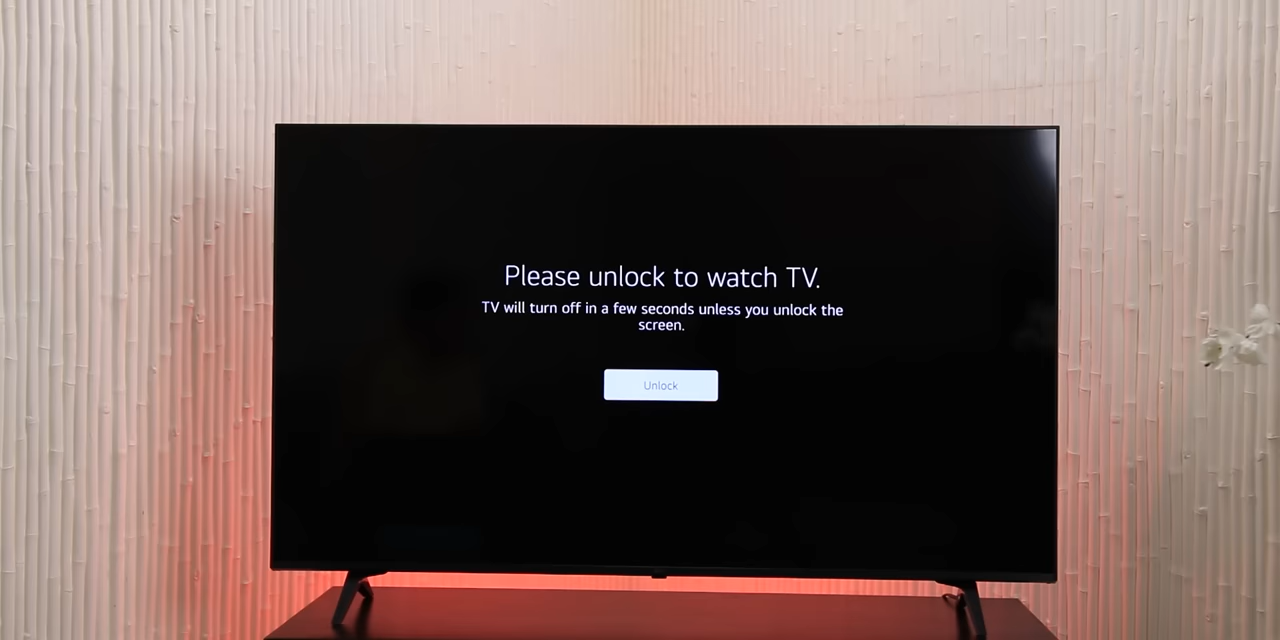 Please unlock to watch TV.
TV will turn off in a few seconds unless you unlock the
screen.
Unlock